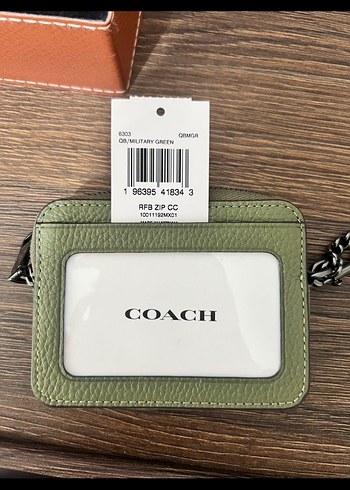 6303 QBMGR
QB/MILITARY GREEN
1 96395 41834 3
RFB ZIP CC
10011192MX01
COACH